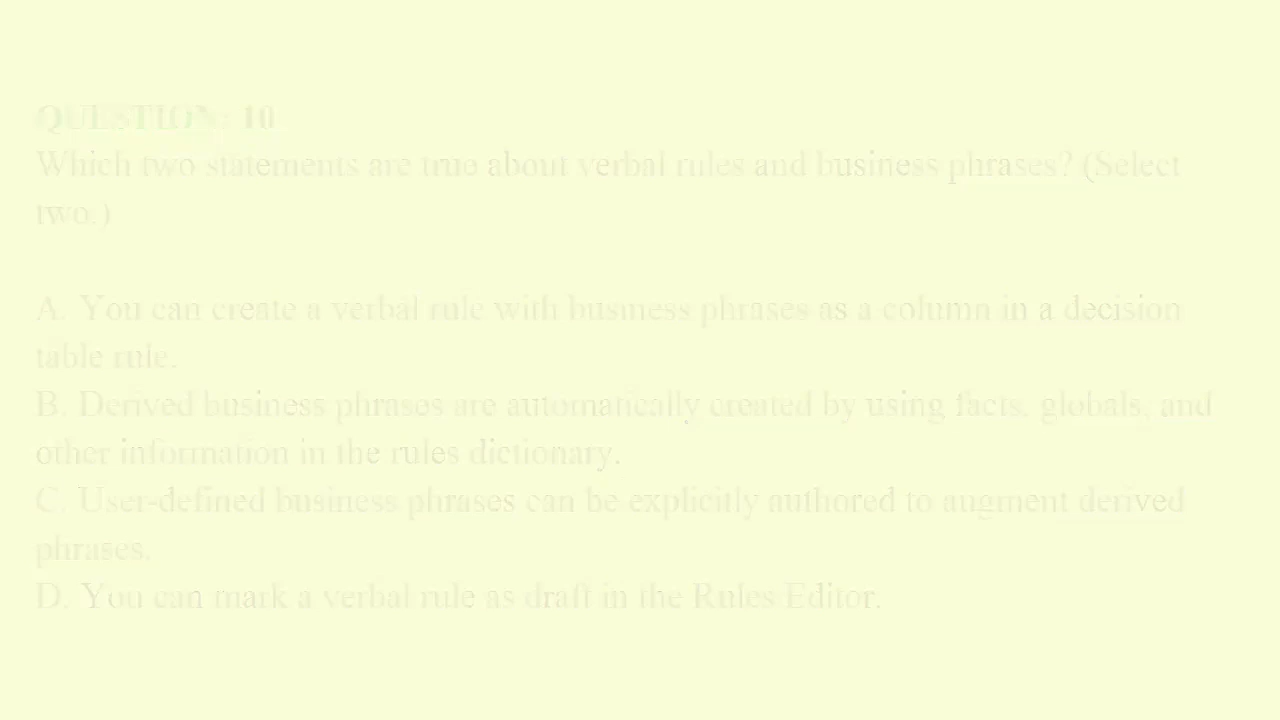 QUESTION: 10
Which two statements are true about verbal rules and business phrases? (Select
two.)
A. You can create a verbal rule with business phrases as a column in a decision
table rule.
B. Derived business phrases are automatically created by using facts, globals, and
other information in the rules dictionary.
C. User-defined business phrases can be explicitly authored to augment derived
phrases.
D. You can mark a verbal rule as draft in the Rules Editor.